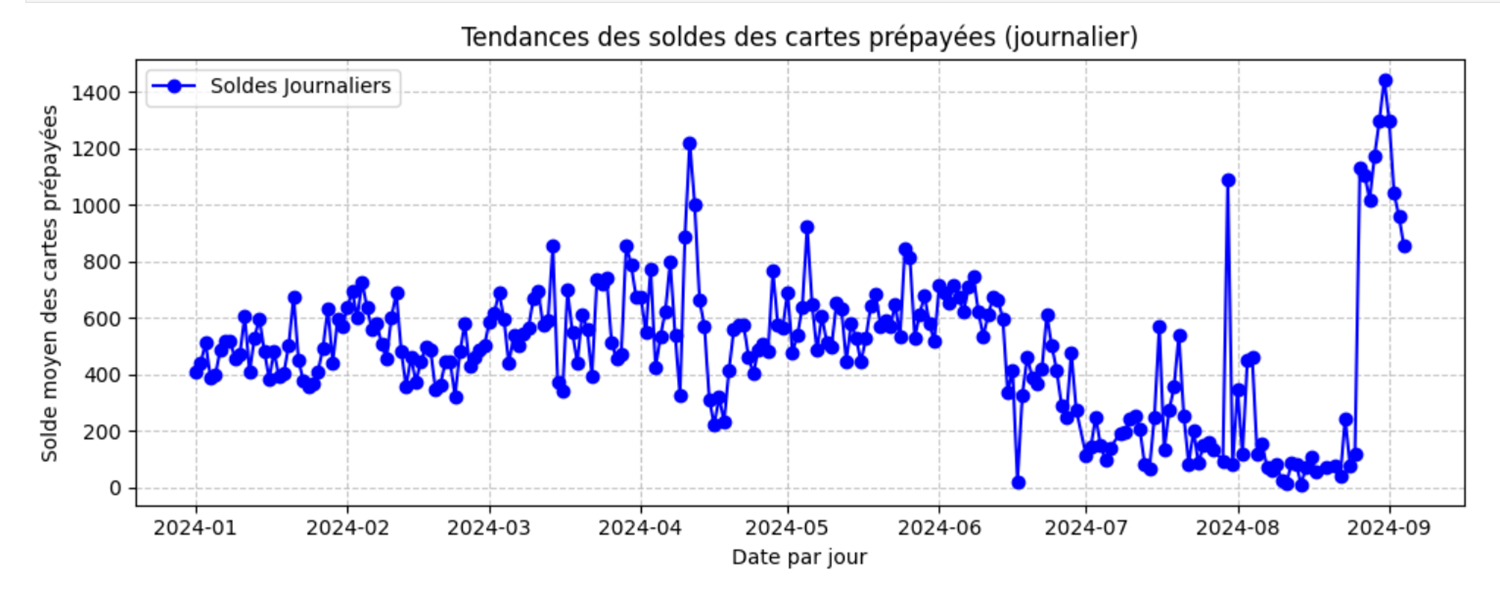 Tendances des soldes des cartes prépayées (journalier)
Soldes Journaliers
Solde moyen des cartes prépayées
1400
1200
1000
800
600
400
200
0
2024-01 2024-02 2024-03 2024-04 2024-05 2024-06 2024-07 2024-08 2024-09
Date par jour